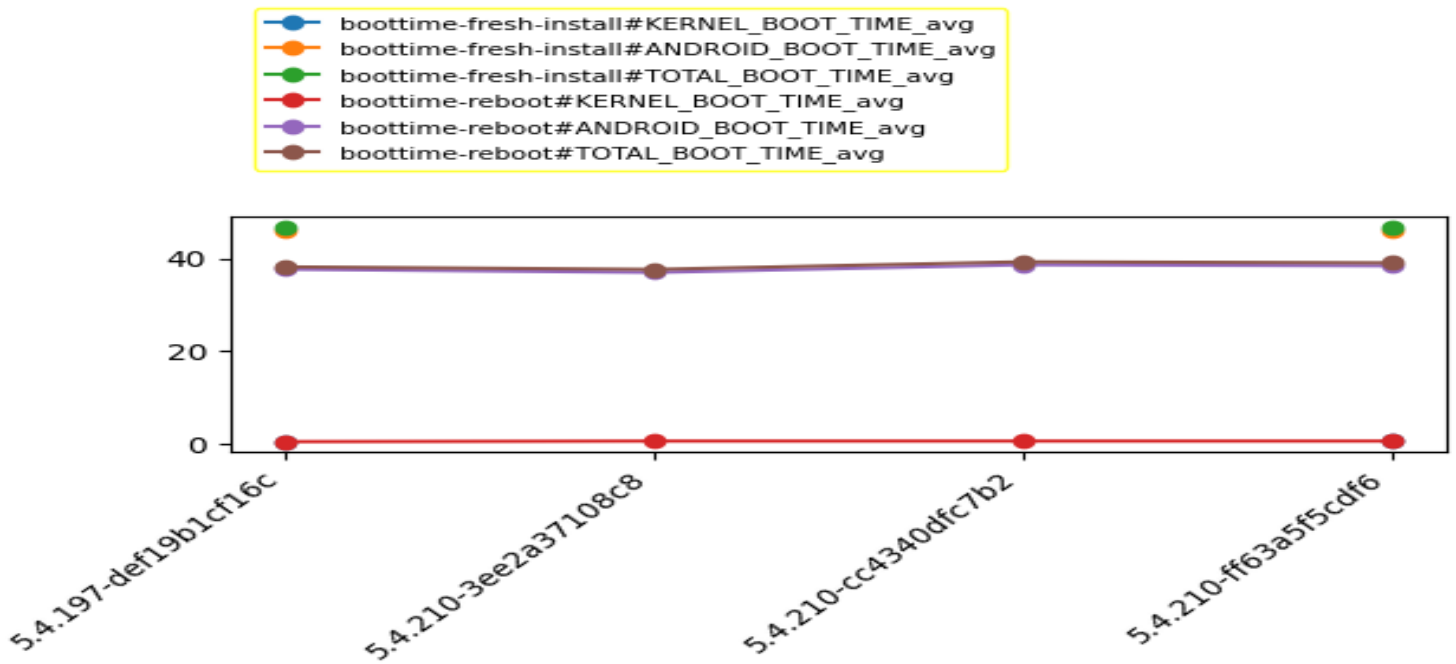 boottime-fresh-install#KERNEL_BOOT_TIME_avg
boottime-fresh-install#ANDROID_BOOT_TIME_avg
boottime-fresh-install#TOTAL_BOOT_TIME_avg
boottime-reboot#KERNEL_BOOT_TIME_avg
boottime-reboot#ANDROID_BOOT_TIME_avg
boottime-reboot#TOTAL_BOOT_TIME_avg
40
20
0
5.4.197-def19b1cf16c
5.4.210-3ee2a37108c8
5.4.210-cc4340dfc7b2
5.4.210-ff63a5f5cdf6